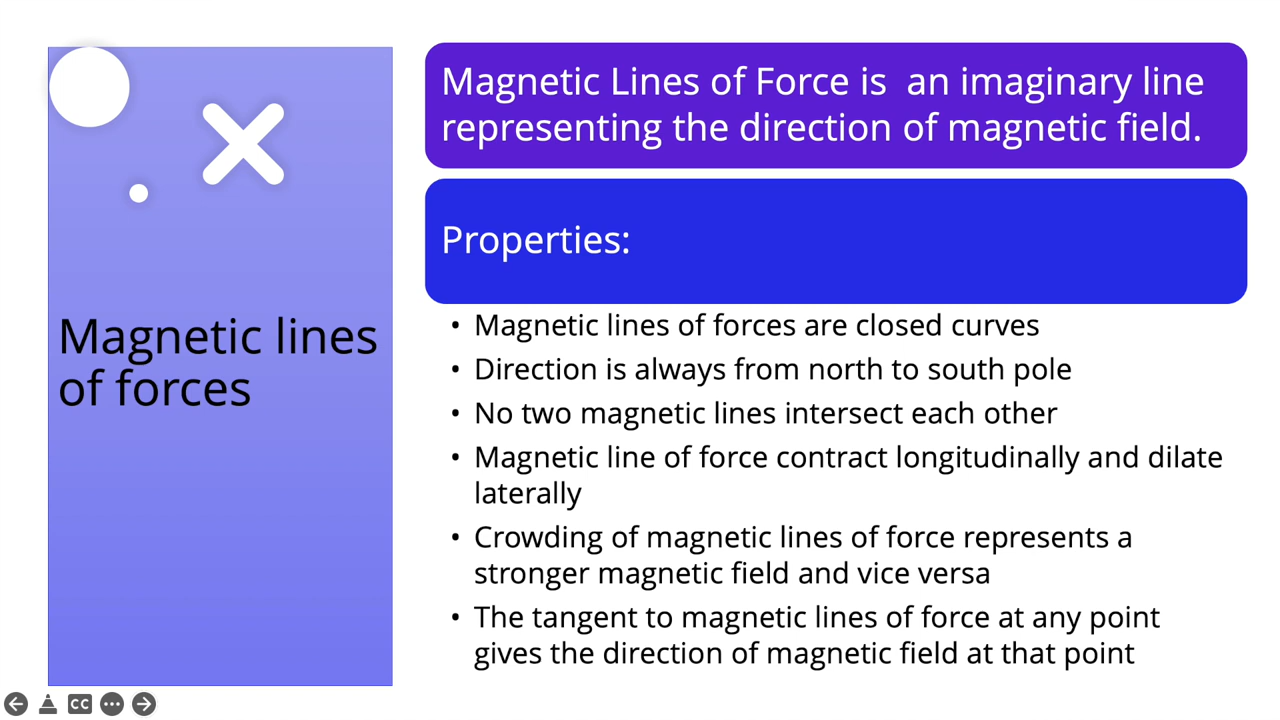 Magnetic lines
of forces
Magnetic Lines of Force is  an imaginary line
representing the direction of magnetic field.
Properties:
• Magnetic lines of forces are closed curves
• Direction is always from north to south pole
• No two magnetic lines intersect each other
• Magnetic line of force contract longitudinally and dilate
laterally
• Crowding of magnetic lines of force represents a
stronger magnetic field and vice versa
• The tangent to magnetic lines of force at any point
gives the direction of magnetic field at that point
CC